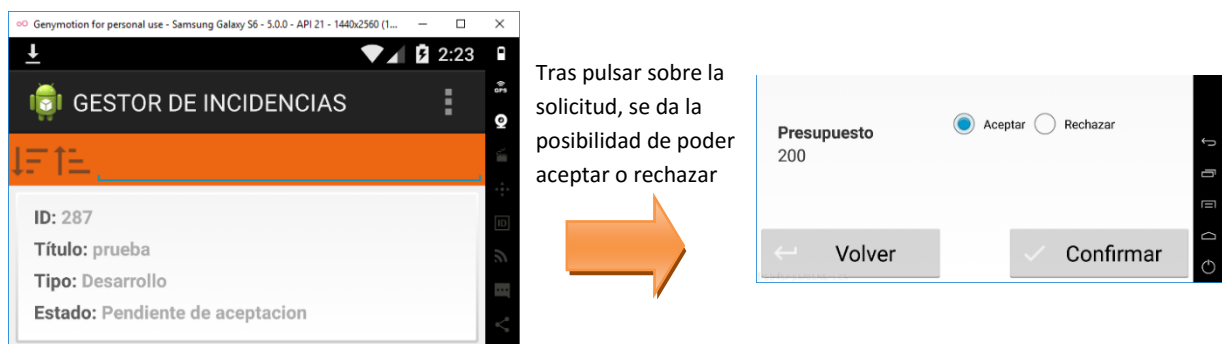 Genymotion for personal use - Samsung Galaxy S6 - 5.0.0 - API 21 - 1440x2560 (1...
2:23
GPS
GESTOR DE INCIDENCIAS
ID: 287
Título: prueba
Tipo: Desarrollo
Estado: Pendiente de aceptacion
ID
Tras pulsar sobre la
solicitud, se da la
posibilidad de poder
aceptar o rechazar
Presupuesto
200
Aceptar Rechazar
Volver
Confirmar